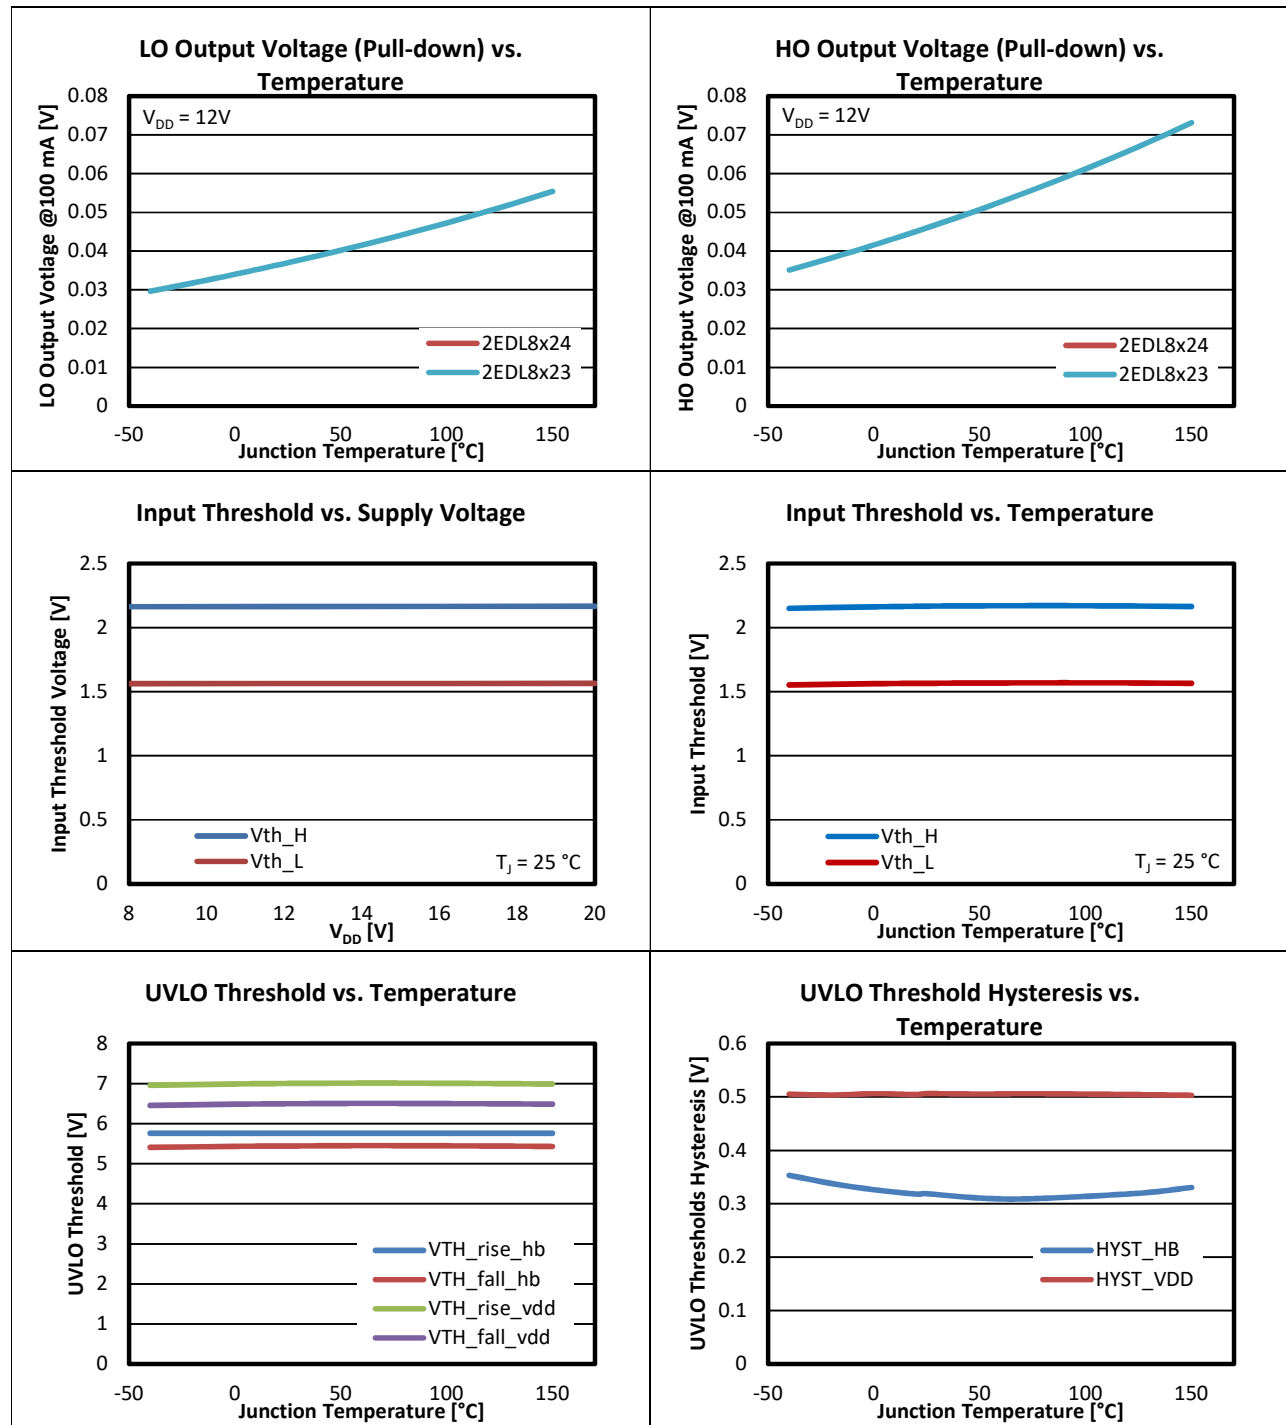 LO Output Voltage (Pull-down) vs.
Temperature
LO Output Votlage @100 mA [V]
0.08
0.07
0.06
0.05
0.04
0.03
0.02
0.01
0
V_DD = 12V
2EDL8x24
2EDL8x23
-50 0 50 100 150
Junction Temperature [°C]
HO Output Voltage (Pull-down) vs.
Temperature
HO Output Votlage @100 mA [V]
0.08
0.07
0.06
0.05
0.04
0.03
0.02
0.01
0
V_DD = 12V
2EDL8x24
2EDL8x23
-50 0 50 100 150
Junction Temperature [°C]
Input Threshold vs. Supply Voltage
Input Threshold Voltage [V]
2.5
2
1.5
1
0.5
0
Vth_H
Vth_L
T_J = 25 °C
8 10 12 14 16 18 20
V_DD [V]
Input Threshold vs. Temperature
Input Threshold [V]
2.5
2
1.5
1
0.5
0
Vth_H
Vth_L
T_J = 25 °C
-50 0 50 100 150
Junction Temperature [°C]
UVLO Threshold vs. Temperature
UVLO Threshold [V]
8
7
6
5
4
3
2
1
0
VTH_rise_hb
VTH_fall_hb
VTH_rise_vdd
VTH_fall_vdd
-50 0 50 100 150
Junction Temperature [°C]
UVLO Threshold Hysteresis vs.
Temperature
UVLO Thresholds Hysteresis [V]
0.6
0.5
0.4
0.3
0.2
0.1
0
HYST_HB
HYST_VDD
-50 0 50 100 150
Junction Temperature [°C]